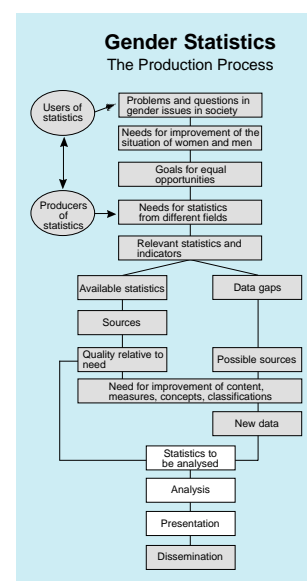 Gender Statistics
The Production Process
Users of
statistics
Problems and questions in
gender issues in society
Needs for improvement of the
situation of women and men
Goals for equal
opportunities
Producers
of
statistics
Needs for statistics
from different fields
Relevant statistics and
indicators
Available statistics
Data gaps
Sources
Quality relative to
need
Possible sources
Need for improvement of content,
measures, concepts, classifications
New data
Statistics to
be analysed
Analysis
Presentation
Dissemination